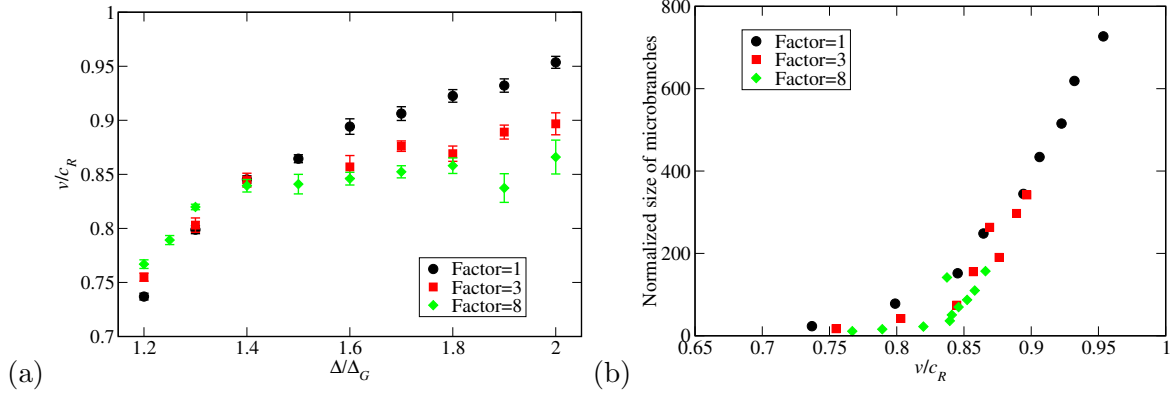 (a)
v/c_R
0.95
0.9
0.85
0.8
0.75
0.7
1.2 1.4 1.6 1.8 2
Δ/Δ_G
Factor=1
Factor=3
Factor=8
(b)
Normalized size of microbranches
800
600
400
200
0
0.65 0.7 0.75 0.8 0.85 0.9 0.95 1
v/c_R
Factor=1
Factor=3
Factor=8